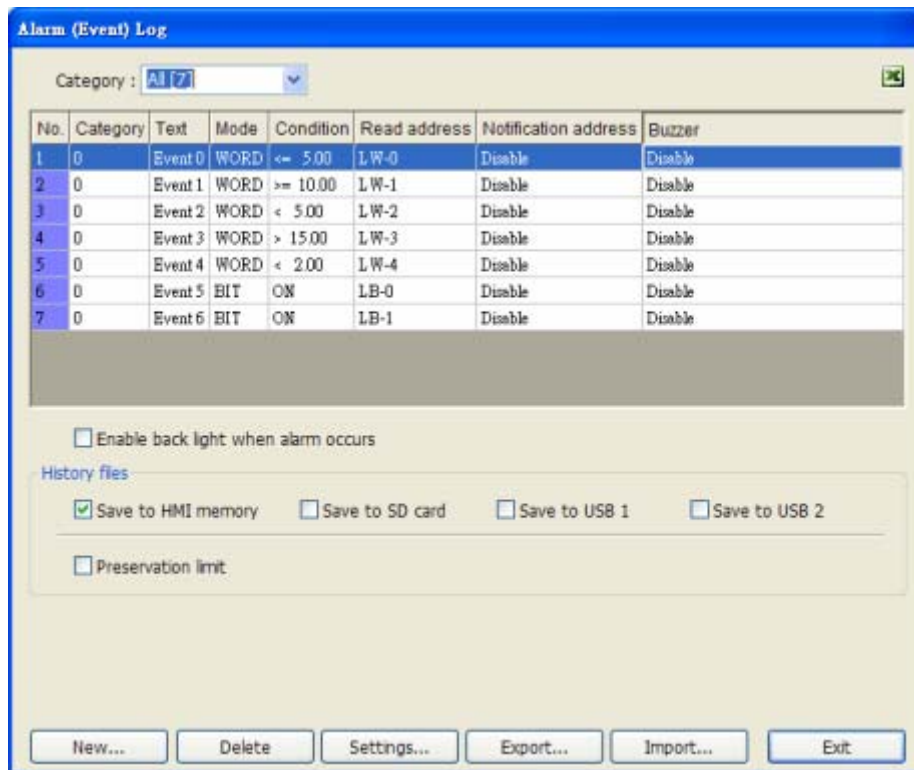 Alarm (Event) Log
Category : All [7]
No. Category Text Mode Condition Read address Notification address Buzzer
1 0 Event 0 WORD <= 5.00 LW-0 Disable Disable
2 0 Event 1 WORD >= 10.00 LW-1 Disable Disable
3 0 Event 2 WORD < 5.00 LW-2 Disable Disable
4 0 Event 3 WORD > 15.00 LW-3 Disable Disable
5 0 Event 4 WORD < 2.00 LW-4 Disable Disable
6 0 Event 5 BIT ON LB-0 Disable Disable
7 0 Event 6 BIT ON LB-1 Disable Disable
Enable back light when alarm occurs
History files
Save to HMI memory Save to SD card Save to USB 1 Save to USB 2
Preservation limit
New... Delete Settings... Export... Import... Exit